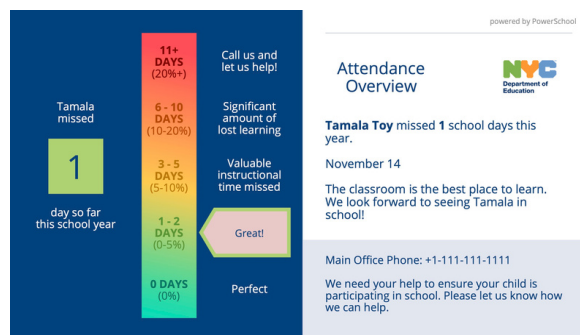 powered by PowerSchool
Tamala
missed
1
day so far
this school year
11+
DAYS
(20%+)
Call us and
let us help!
6 - 10
DAYS
(10-20%)
Significant
amount of
lost learning
3 - 5
DAYS
(5-10%)
Valuable
instructional
time missed
1 - 2
DAYS
(0-5%)
Great!
0 DAYS
(0%)
Perfect
Attendance
Overview
NYC
Department of
Education
Tamala Toy missed 1 school days this
year.
November 14
The classroom is the best place to learn.
We look forward to seeing Tamala in
school!
Main Office Phone: +1-111-111-1111
We need your help to ensure your child is
participating in school. Please let us know how
we can help.